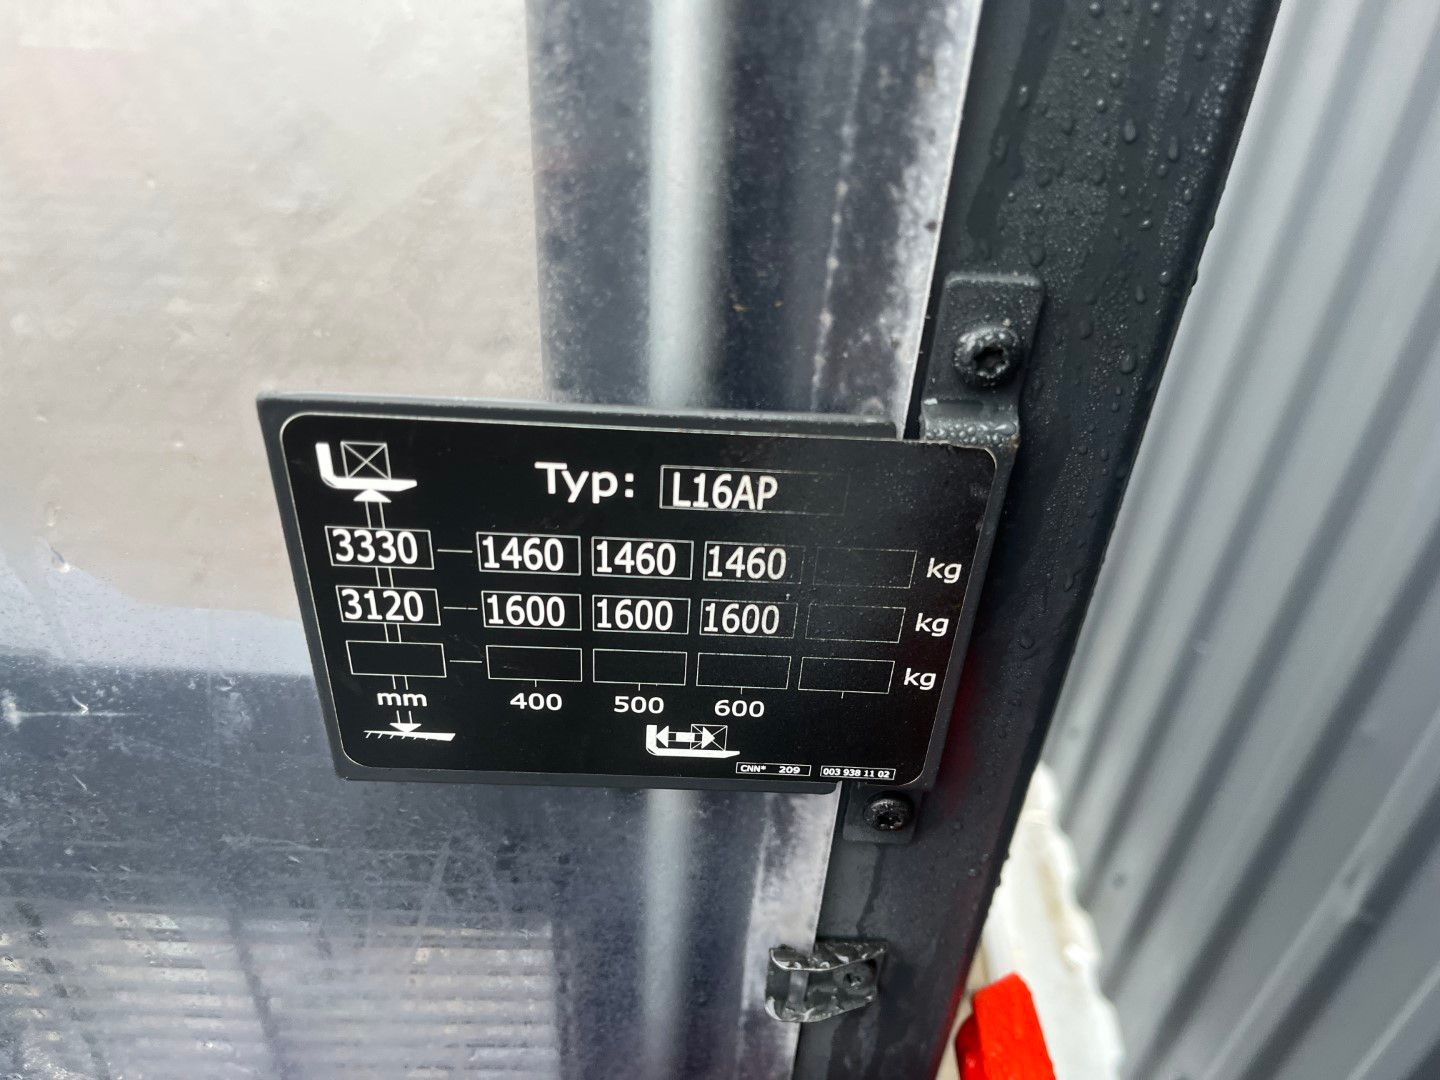 Typ: L16AP
3330 1460 1460 1460 kg
3120 1600 1600 1600 kg
kg
mm 400 500 600
CNN* 209 003 938 11 02